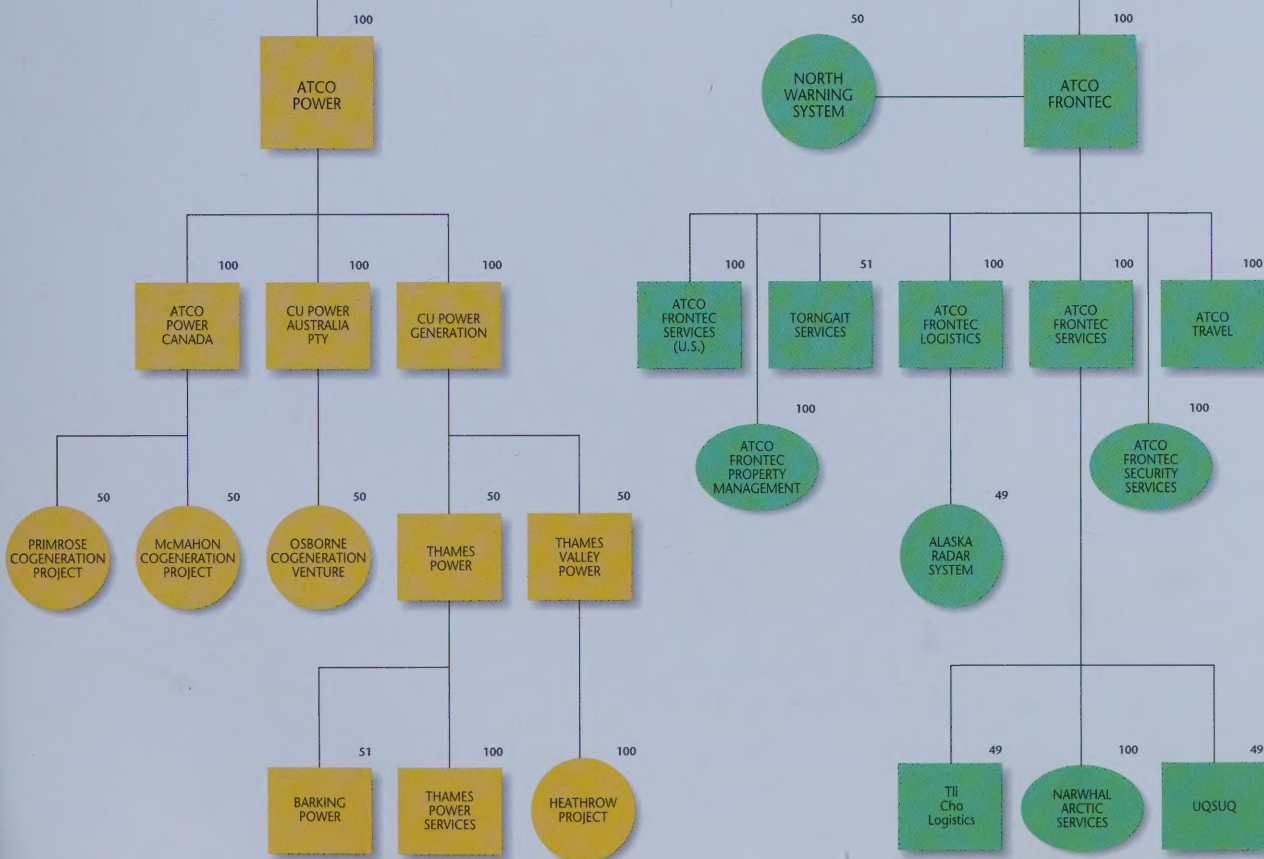 100
50
100
ATCO
POWER
NORTH
WARNING
SYSTEM
ATCO
FRONTEC
100
100
100
100
51
100
100
100
ATCO
POWER
CANADA
CU POWER
AUSTRALIA
PTY
CU POWER
GENERATION
ATCO
FRONTEC
SERVICES
(U.S.)
TORNGAIT
SERVICES
ATCO
FRONTEC
LOGISTICS
ATCO
FRONTEC
SERVICES
ATCO
TRAVEL
100
100
ATCO
FRONTEC
PROPERTY
MANAGEMENT
ATCO
FRONTEC
SECURITY
SERVICES
50
50
50
50
50
49
PRIMROSE
COGENERATION
PROJECT
McMAHON
COGENERATION
PROJECT
OSBORNE
COGENERATION
VENTURE
THAMES
POWER
THAMES
VALLEY
POWER
ALASKA
RADAR
SYSTEM
51
100
100
49
100
49
BARKING
POWER
THAMES
POWER
SERVICES
HEATHROW
PROJECT
Tli
Cho
Logistics
NARWHAL
ARCTIC
SERVICES
UQSUQ